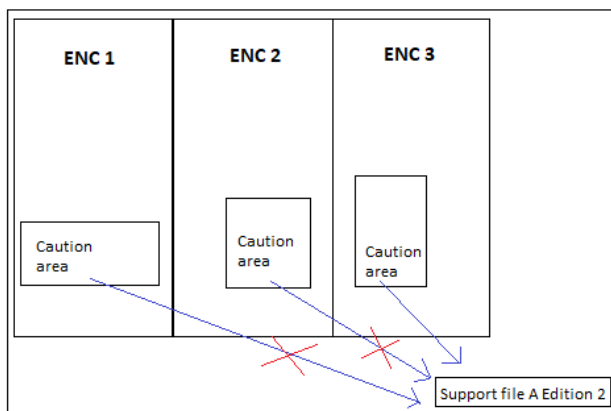 ENC 1
ENC 2
ENC 3
Caution
area
Caution
area
Caution
area
Support file A Edition 2